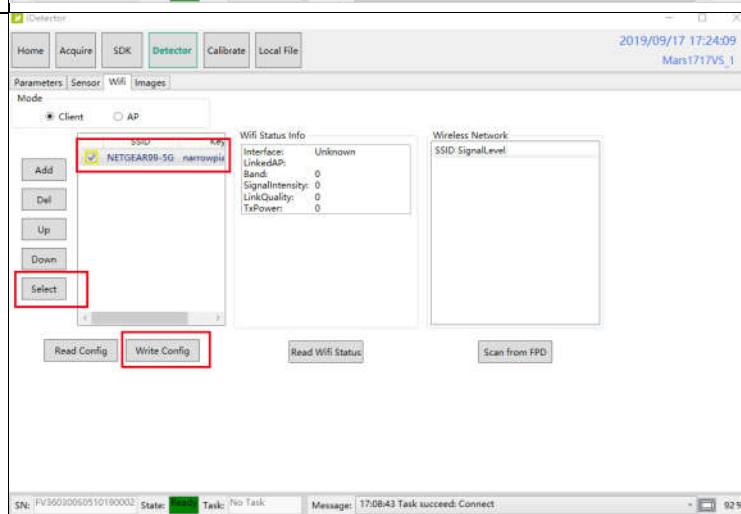 iDetector
Home Acquire SDK Detector Calibrate Local File
2019/09/17 17:24:09
Mars1717VS_1
Parameters Sensor Wifi Images
Mode
Client AP
SSID Key
NETGEAR09-5G narrowpia
Add
Del
Up
Down
Select
Wifi Status Info
Interface: Unknown
LinkedAP:
Band: 0
SignalIntensity: 0
LinkQuality: 0
TxPower: 0
Wireless Network
SSID SignalLevel
Read Config Write Config Read Wifi Status Scan from FPD
SN: State: Ready Task: No Task Message: 17:08:43 Task succeed: Connect 92%